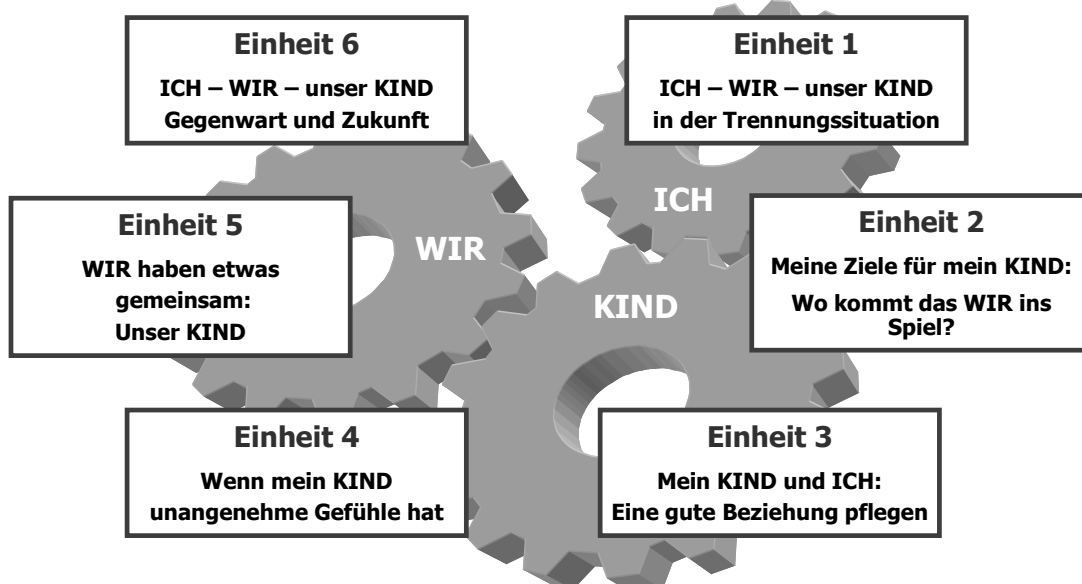 Einheit 6
ICH – WIR – unser KIND
Gegenwart und Zukunft
Einheit 1
ICH – WIR – unser KIND
in der Trennungssituation
ICH
WIR
KIND
Einheit 5
WIR haben etwas
gemeinsam:
Unser KIND
Einheit 2
Meine Ziele für mein KIND:
Wo kommt das WIR ins
Spiel?
Einheit 4
Wenn mein KIND
unangenehme Gefühle hat
Einheit 3
Mein KIND und ICH:
Eine gute Beziehung pflegen